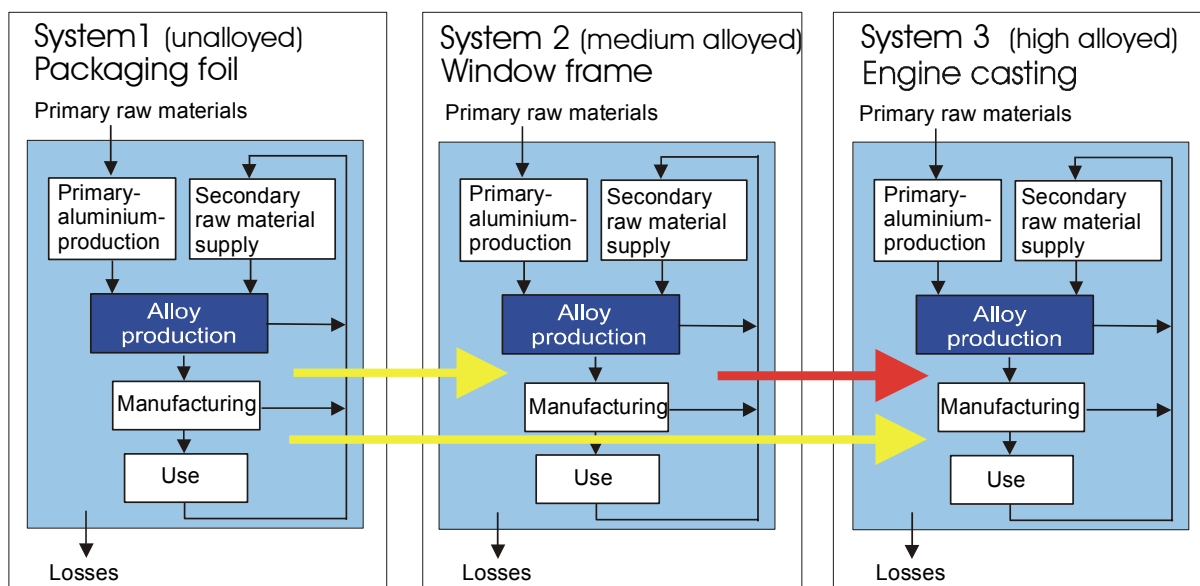 System1 (unalloyed)
Packaging foil
Primary raw materials
Primary-
aluminium-
production
Secondary
raw material
supply
Alloy
production
Manufacturing
Use
Losses
System 2 (medium alloyed)
Window frame
Primary raw materials
Primary-
aluminium-
production
Secondary
raw material
supply
Alloy
production
Manufacturing
Use
Losses
System 3 (high alloyed)
Engine casting
Primary raw materials
Primary-
aluminium-
production
Secondary
raw material
supply
Alloy
production
Manufacturing
Use
Losses